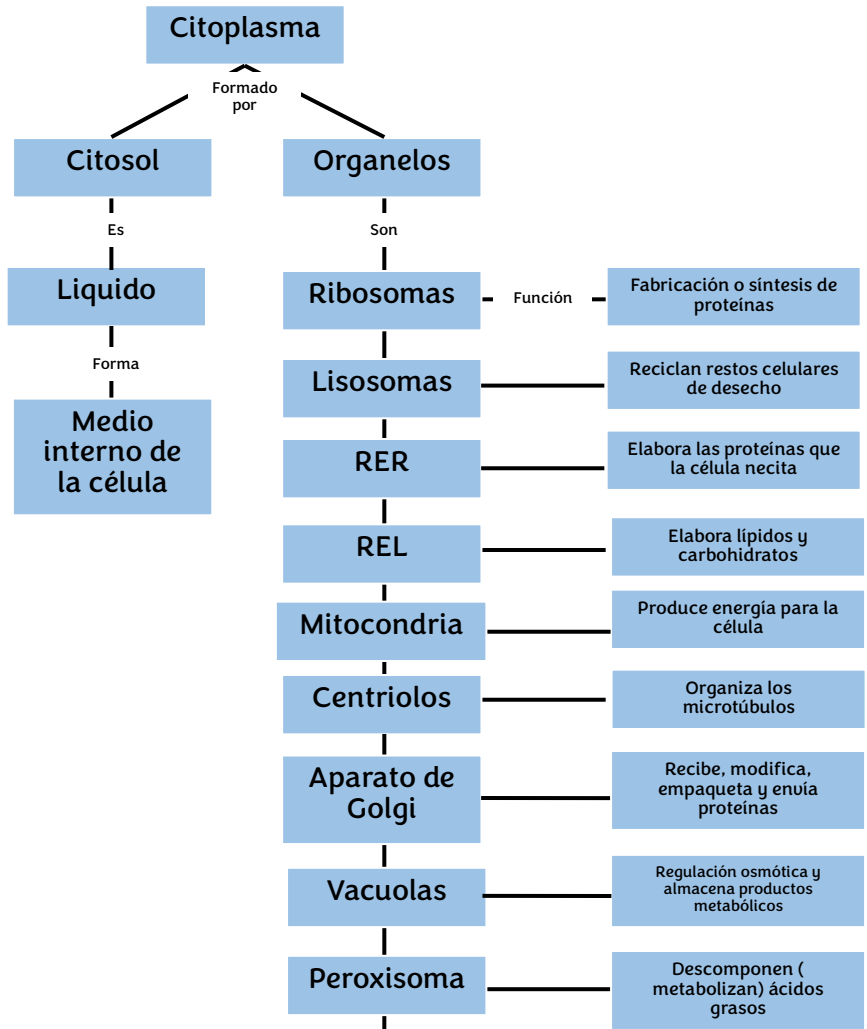 Citoplasma
Formado
por
Citosol
Organelos
Es
Son
Liquido
Ribosomas
Función
Fabricación o síntesis de
proteínas
Forma
Lisosomas
Reciclan restos celulares
de desecho
Medio
interno de
la célula
RER
Elabora las proteínas que
la célula necita
REL
Elabora lípidos y
carbohidratos
Mitocondria
Produce energía para la
célula
Centriolos
Organiza los
microtúbulos
Aparato de
Golgi
Recibe, modifica,
empaqueta y envía
proteínas
Vacuolas
Regulación osmótica y
almacena productos
metabólicos
Peroxisoma
Descomponen (
metabolizan) ácidos
grasos